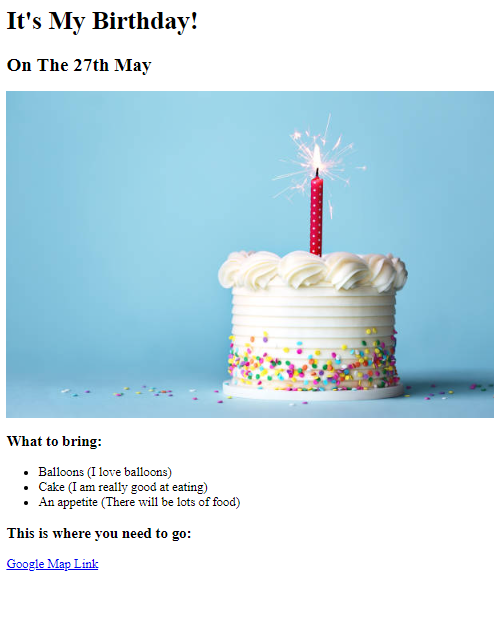 It's My Birthday!
On The 27th May
What to bring:
Balloons (I love balloons)
Cake (I am really good at eating)
An appetite (There will be lots of food)
This is where you need to go:
Google Map Link